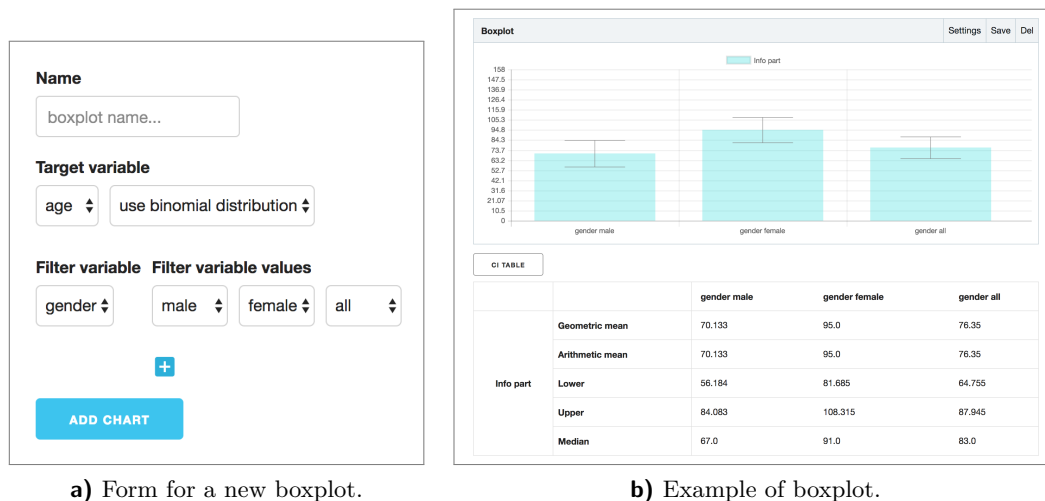 Name
boxplot name...
Target variable
age use binomial distribution
Filter variable Filter variable values
gender male female all
ADD CHART
a) Form for a new boxplot.
Boxplot Settings Save Del
Info part
158
147.5
136.9
126.4
115.9
105.3
94.8
84.3
73.7
63.2
52.7
42.1
31.6
21.07
10.5
0
gender male gender female gender all
CI TABLE
gender male gender female gender all
Geometric mean 70.133 95.0 76.35
Arithmetic mean 70.133 95.0 76.35
Info part Lower 56.184 81.685 64.755
Upper 84.083 108.315 87.945
Median 67.0 91.0 83.0
b) Example of boxplot.